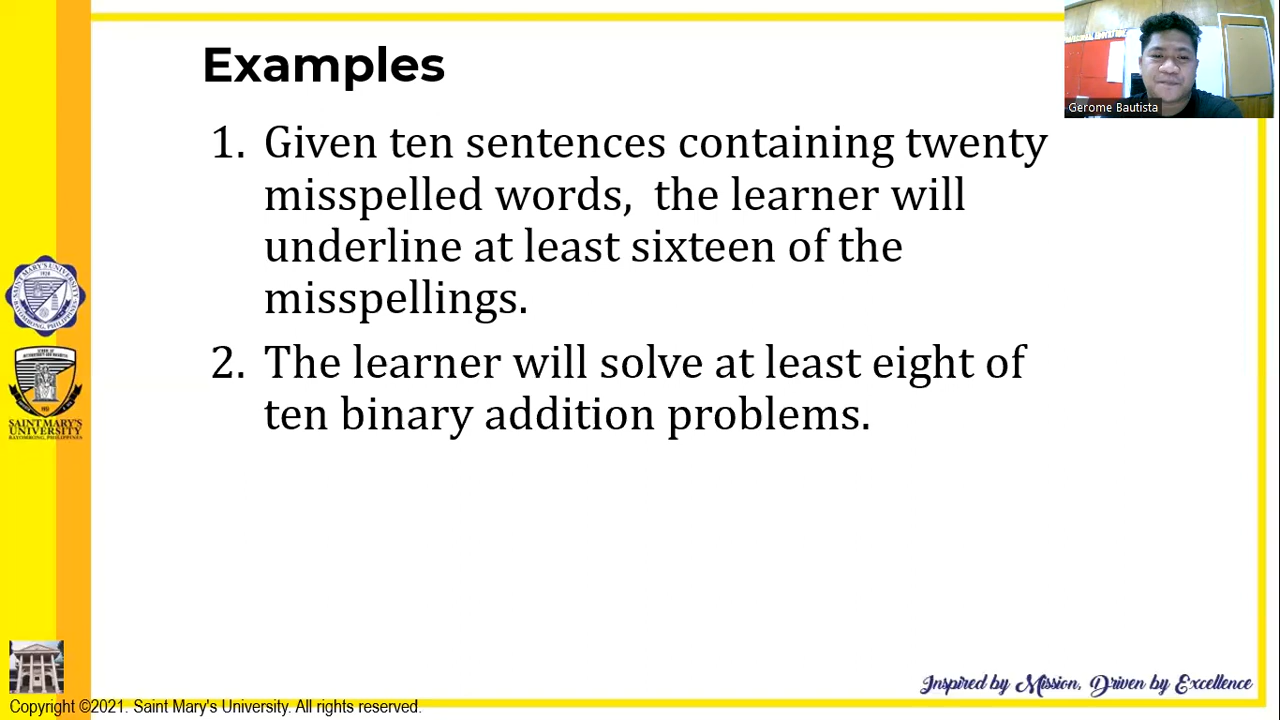 Examples
1. Given ten sentences containing twenty
misspelled words,  the learner will
underline at least sixteen of the
misspellings.
2. The learner will solve at least eight of
ten binary addition problems.
Gerome Bautista
SAINT MARY'S
UNIVERSITY
BAYOMBONG, PHILIPPINES
Inspired by Mission, Driven by Excellence
Copyright ©2021. Saint Mary's University. All rights reserved.